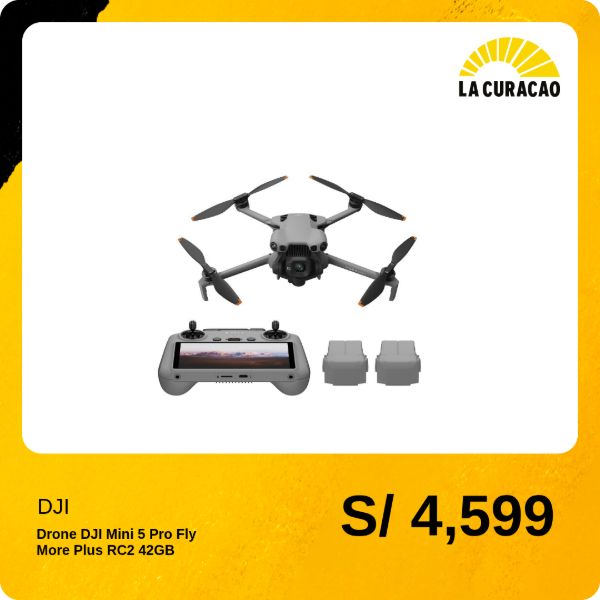 LA CURACAO
DJI
Drone DJI Mini 5 Pro Fly
More Plus RC2 42GB
S/ 4,599